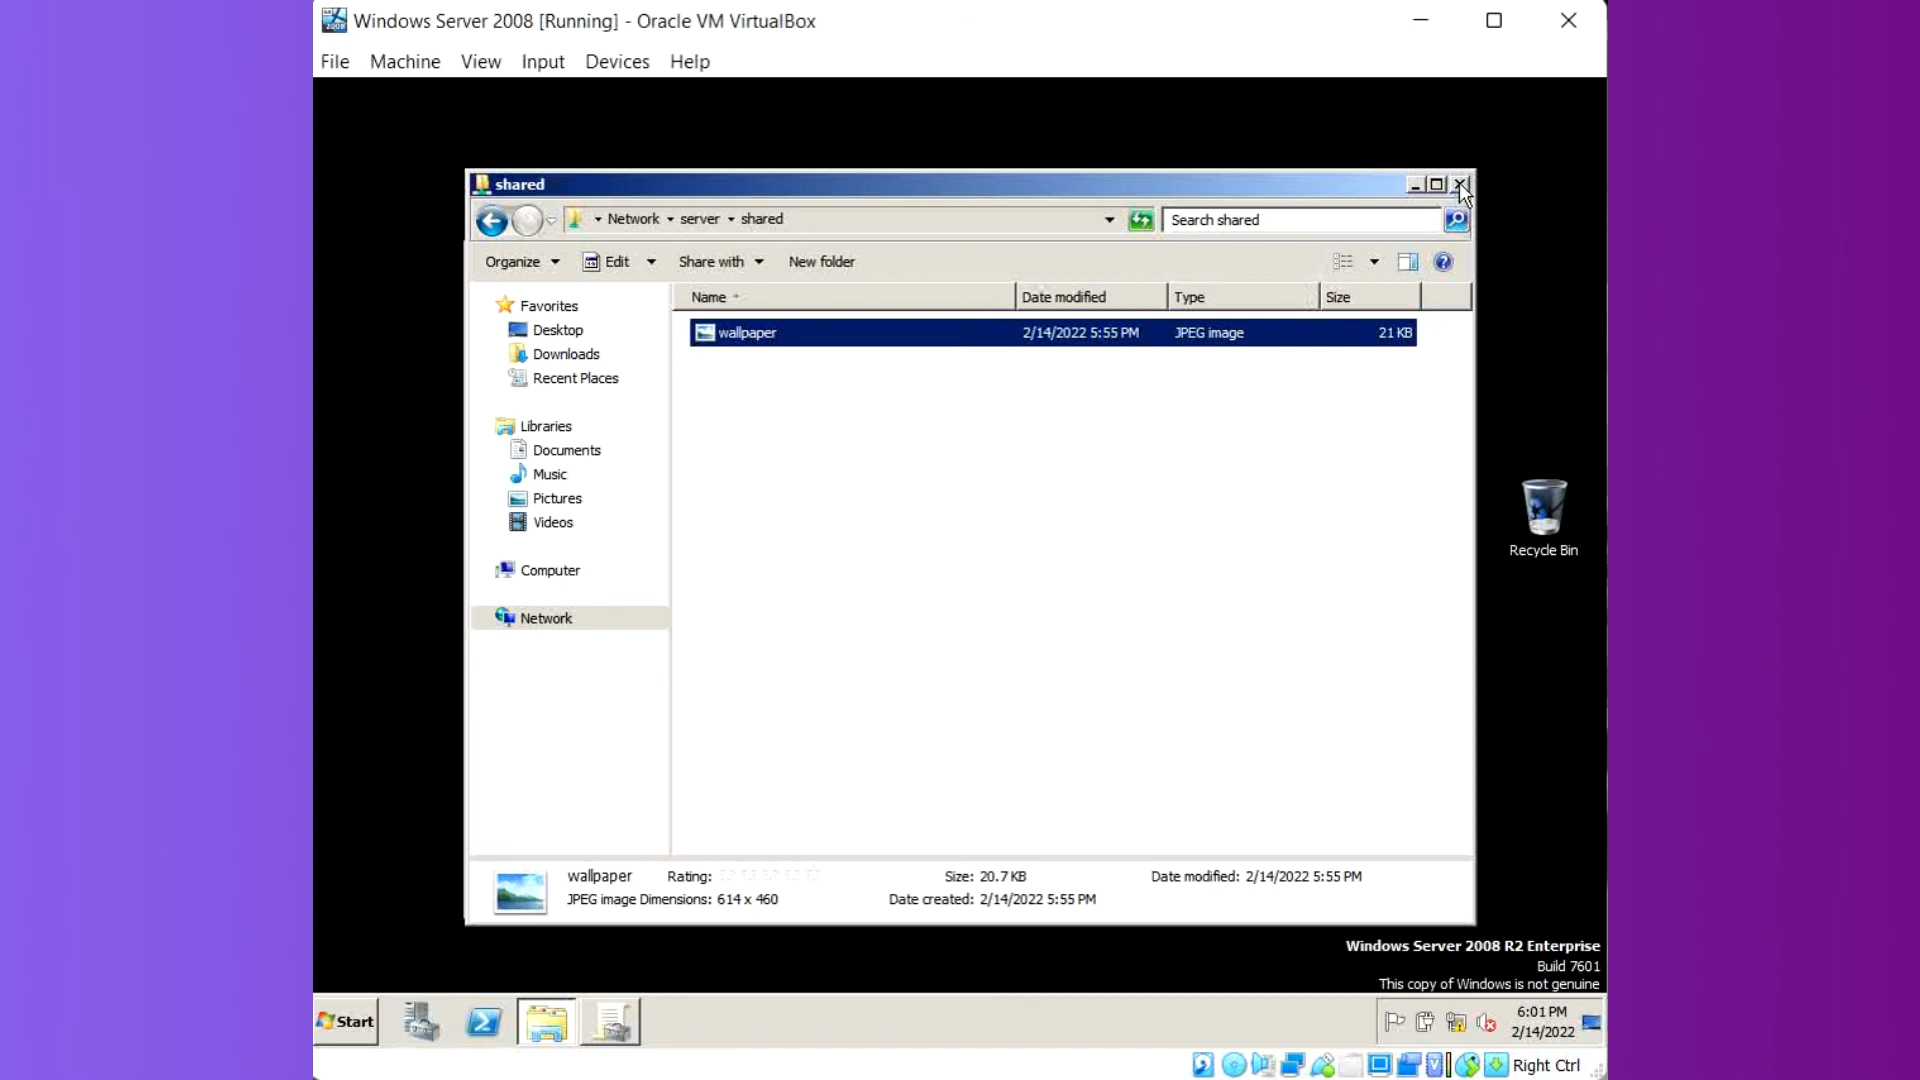 Windows Server 2008 [Running] - Oracle VM VirtualBox
File Machine View Input Devices Help
shared
Network server shared
Search shared
Organize Edit Share with New folder
Name Date modified Type Size
wallpaper 2/14/2022 5:55 PM JPEG image 21 KB
Favorites
Desktop
Downloads
Recent Places
Libraries
Documents
Music
Pictures
Videos
Computer
Network
Recycle Bin
wallpaper Rating: Size: 20.7 KB Date modified: 2/14/2022 5:55 PM
JPEG image Dimensions: 614 x 460 Date created: 2/14/2022 5:55 PM
Windows Server 2008 R2 Enterprise
Build 7601
This copy of Windows is not genuine
Start
6:01 PM
2/14/2022
Right Ctrl